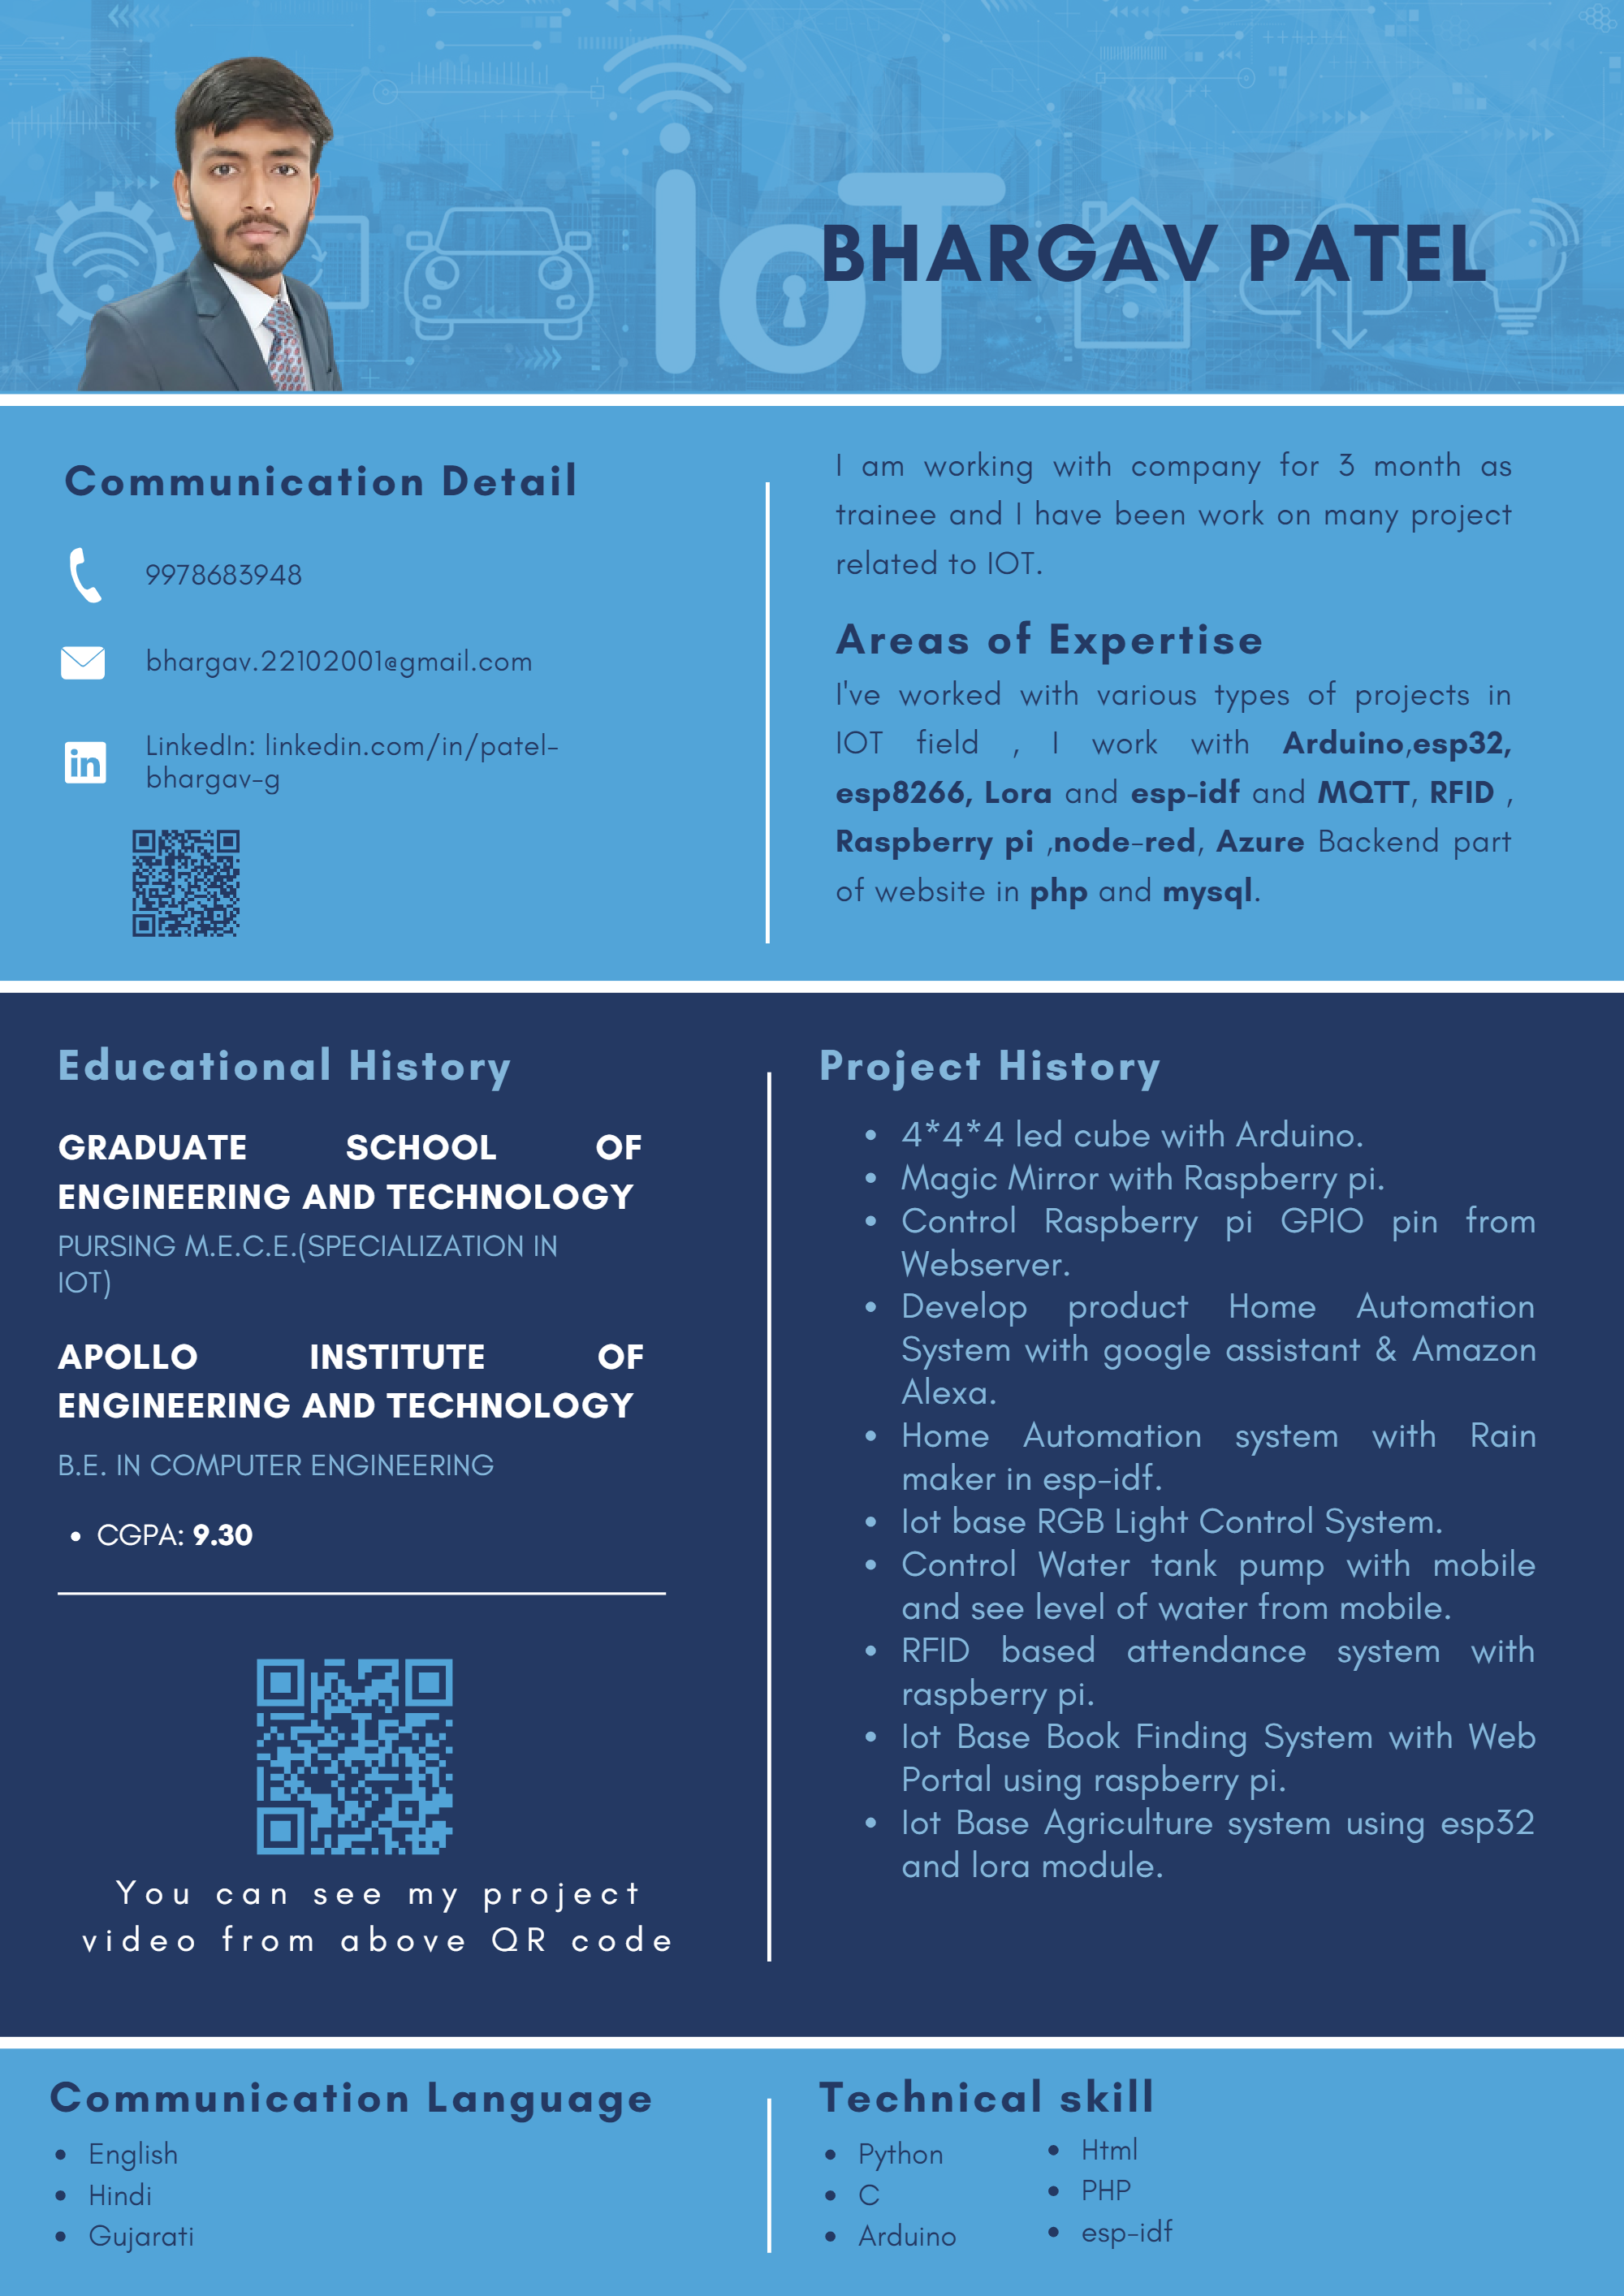 IoT
BHARGAV PATEL
Communication Detail
9978683948
bhargav.22102001@gmail.com
LinkedIn: linkedin.com/in/patel-
bhargav-g
I am working with company for 3 month as
trainee and I have been work on many project
related to IOT.
Areas of Expertise
I've worked with various types of projects in
IOT field , I work with Arduino,esp32,
esp8266, Lora and esp-idf and MQTT, RFID ,
Raspberry pi ,node-red, Azure Backend part
of website in php and mysql.
Educational History
GRADUATE SCHOOL OF
ENGINEERING AND TECHNOLOGY
PURSING M.E.C.E.(SPECIALIZATION IN
IOT)
APOLLO INSTITUTE OF
ENGINEERING AND TECHNOLOGY
B.E. IN COMPUTER ENGINEERING
• CGPA: 9.30
You can see my project
video from above QR code
Project History
• 4*4*4 led cube with Arduino.
• Magic Mirror with Raspberry pi.
• Control Raspberry pi GPIO pin from
Webserver.
• Develop product Home Automation
System with google assistant & Amazon
Alexa.
• Home Automation system with Rain
maker in esp-idf.
• Iot base RGB Light Control System.
• Control Water tank pump with mobile
and see level of water from mobile.
• RFID based attendance system with
raspberry pi.
• Iot Base Book Finding System with Web
Portal using raspberry pi.
• Iot Base Agriculture system using esp32
and lora module.
Communication Language
• English
• Hindi
• Gujarati
Technical skill
• Python
• C
• Arduino
• Html
• PHP
• esp-idf